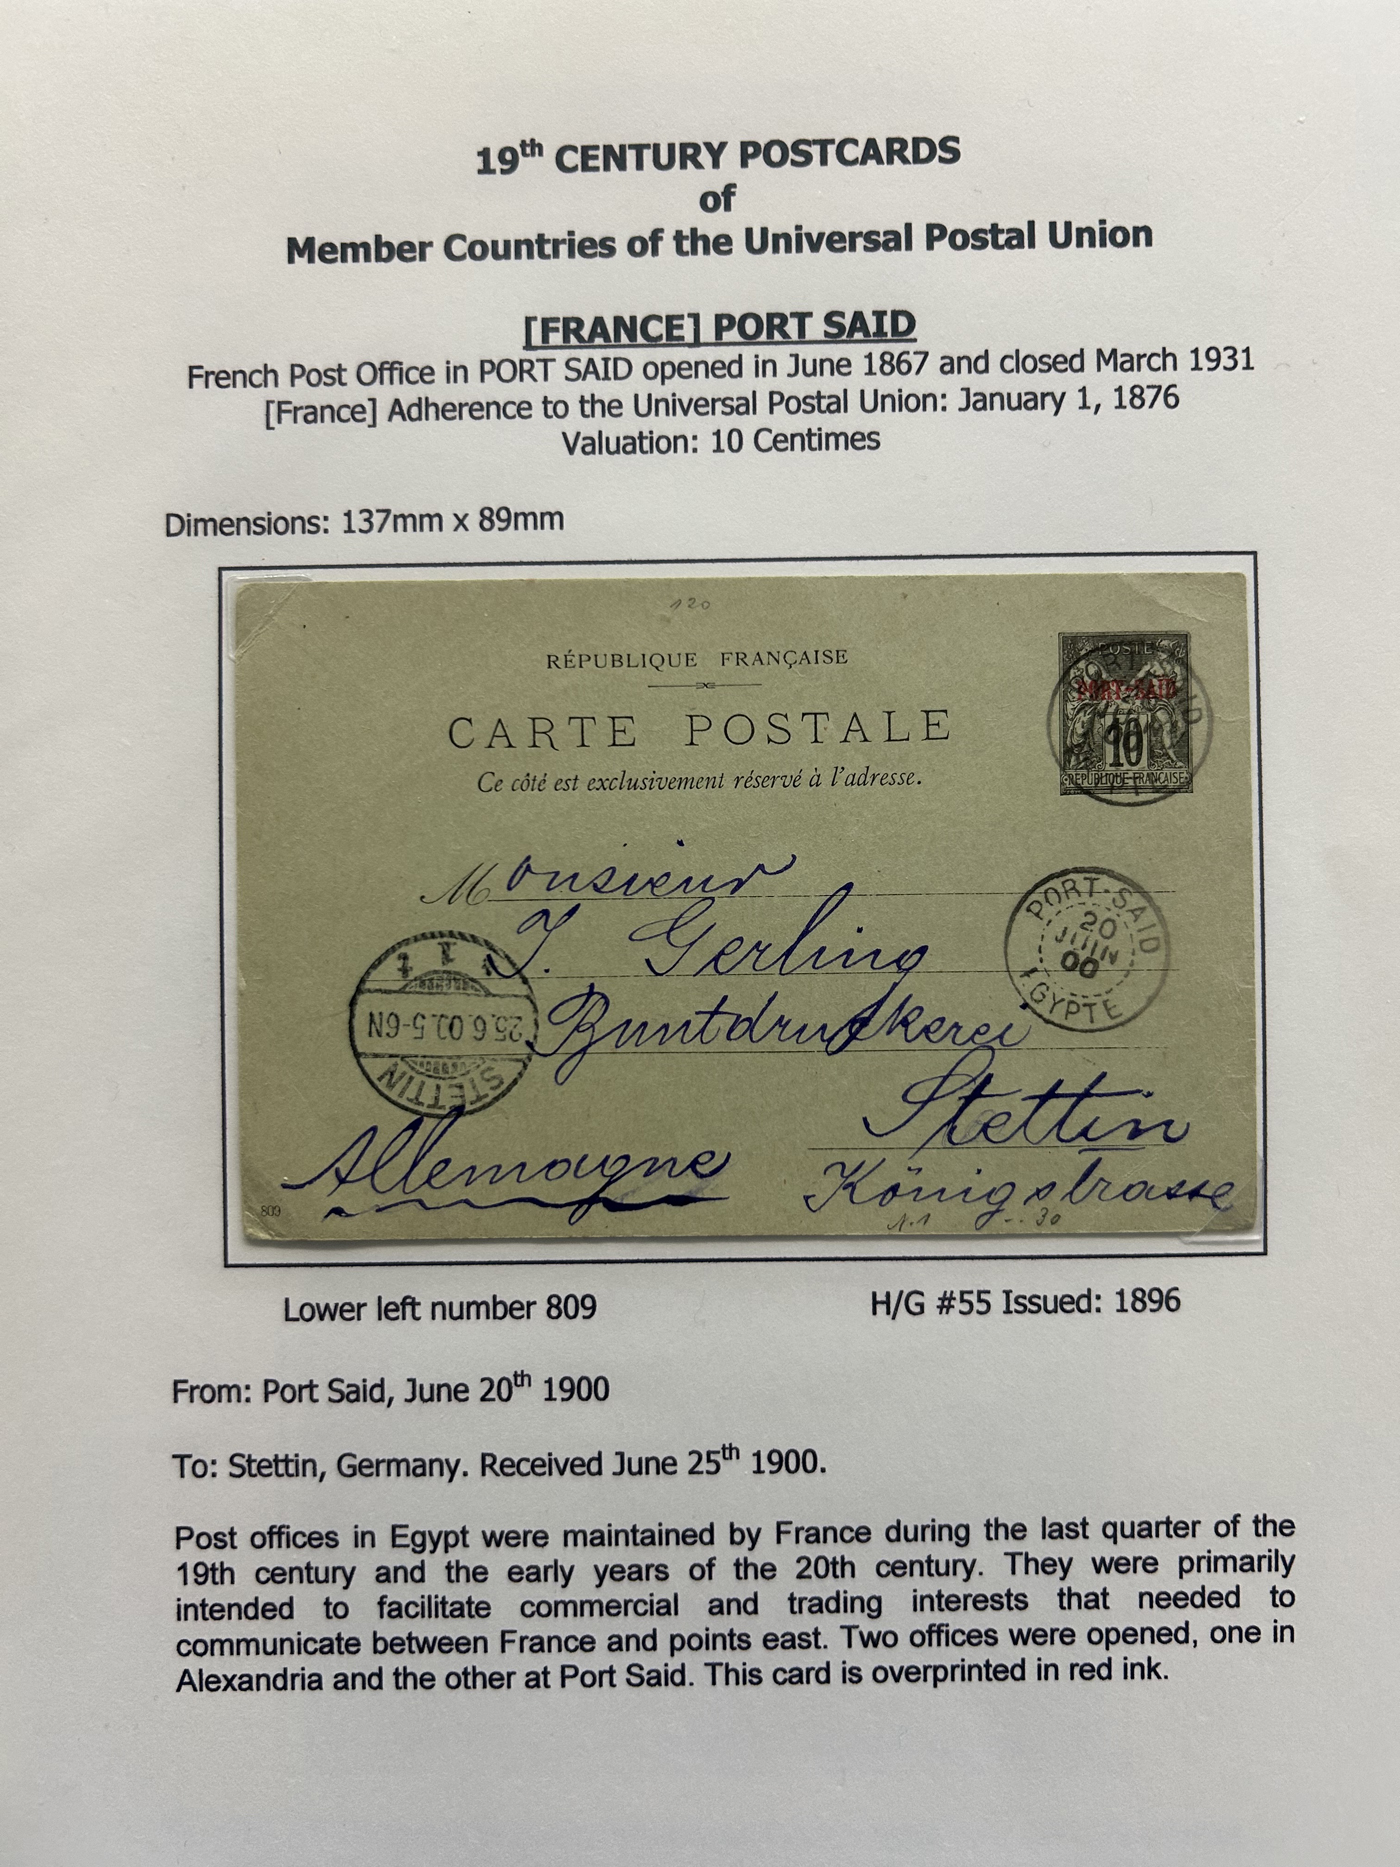 19th CENTURY POSTCARDS
of
Member Countries of the Universal Postal Union
[FRANCE] PORT SAID
French Post Office in PORT SAID opened in June 1867 and closed March 1931
[France] Adherence to the Universal Postal Union: January 1, 1876
Valuation: 10 Centimes
Dimensions: 137mm x 89mm
120
RÉPUBLIQUE FRANÇAISE
CARTE POSTALE
Ce côté est exclusivement réservé à l'adresse.
POSTE
PORT-SAÏD
10
RÉPUBLIQUE FRANÇAISE
Monsieur
J. Gerling
Buntdruckerei
Stettin
Königstrasse
Allemagne
PORT-SAID
20
JUIN
00
EGYPTE
STETTIN
25.6.00.5-6N
1
809
N.1 30
Lower left number 809
H/G #55 Issued: 1896
From: Port Said, June 20th 1900
To: Stettin, Germany. Received June 25th 1900.
Post offices in Egypt were maintained by France during the last quarter of the
19th century and the early years of the 20th century. They were primarily
intended to facilitate commercial and trading interests that needed to
communicate between France and points east. Two offices were opened, one in
Alexandria and the other at Port Said. This card is overprinted in red ink.